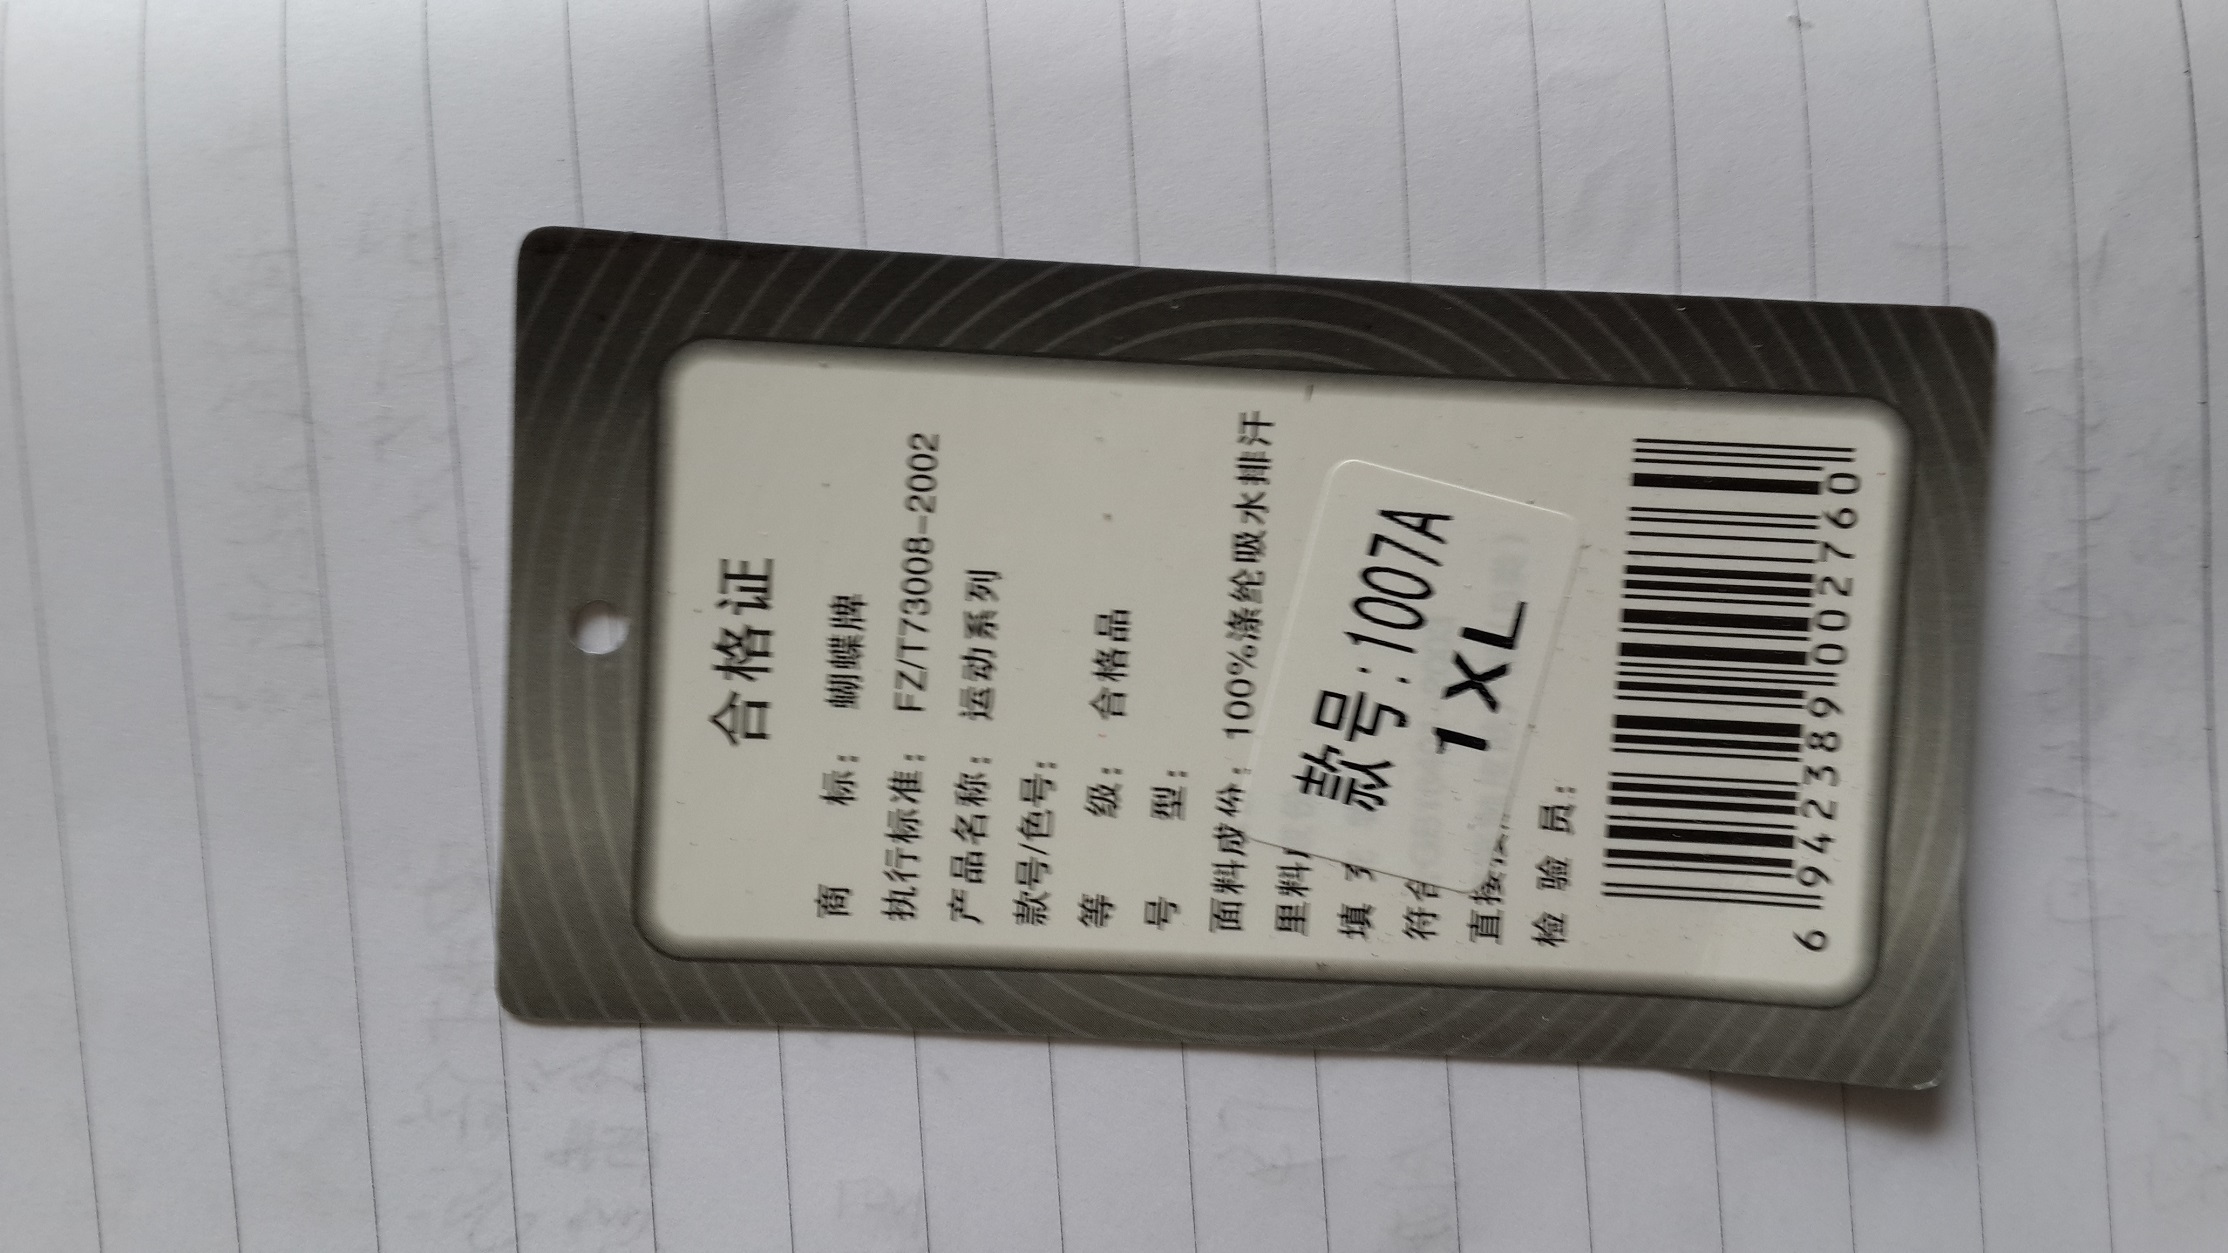 合格证
商 标： 蝴蝶牌
执行标准： FZ/T73008-2002
产品名称： 运动系列
款号/色号：
等 级： 合格品
号 型：
面料成份： 100%涤纶吸水排汗
里料
填
符合
直接
检 验 员：
款号:1007A
1XL
6942389002760